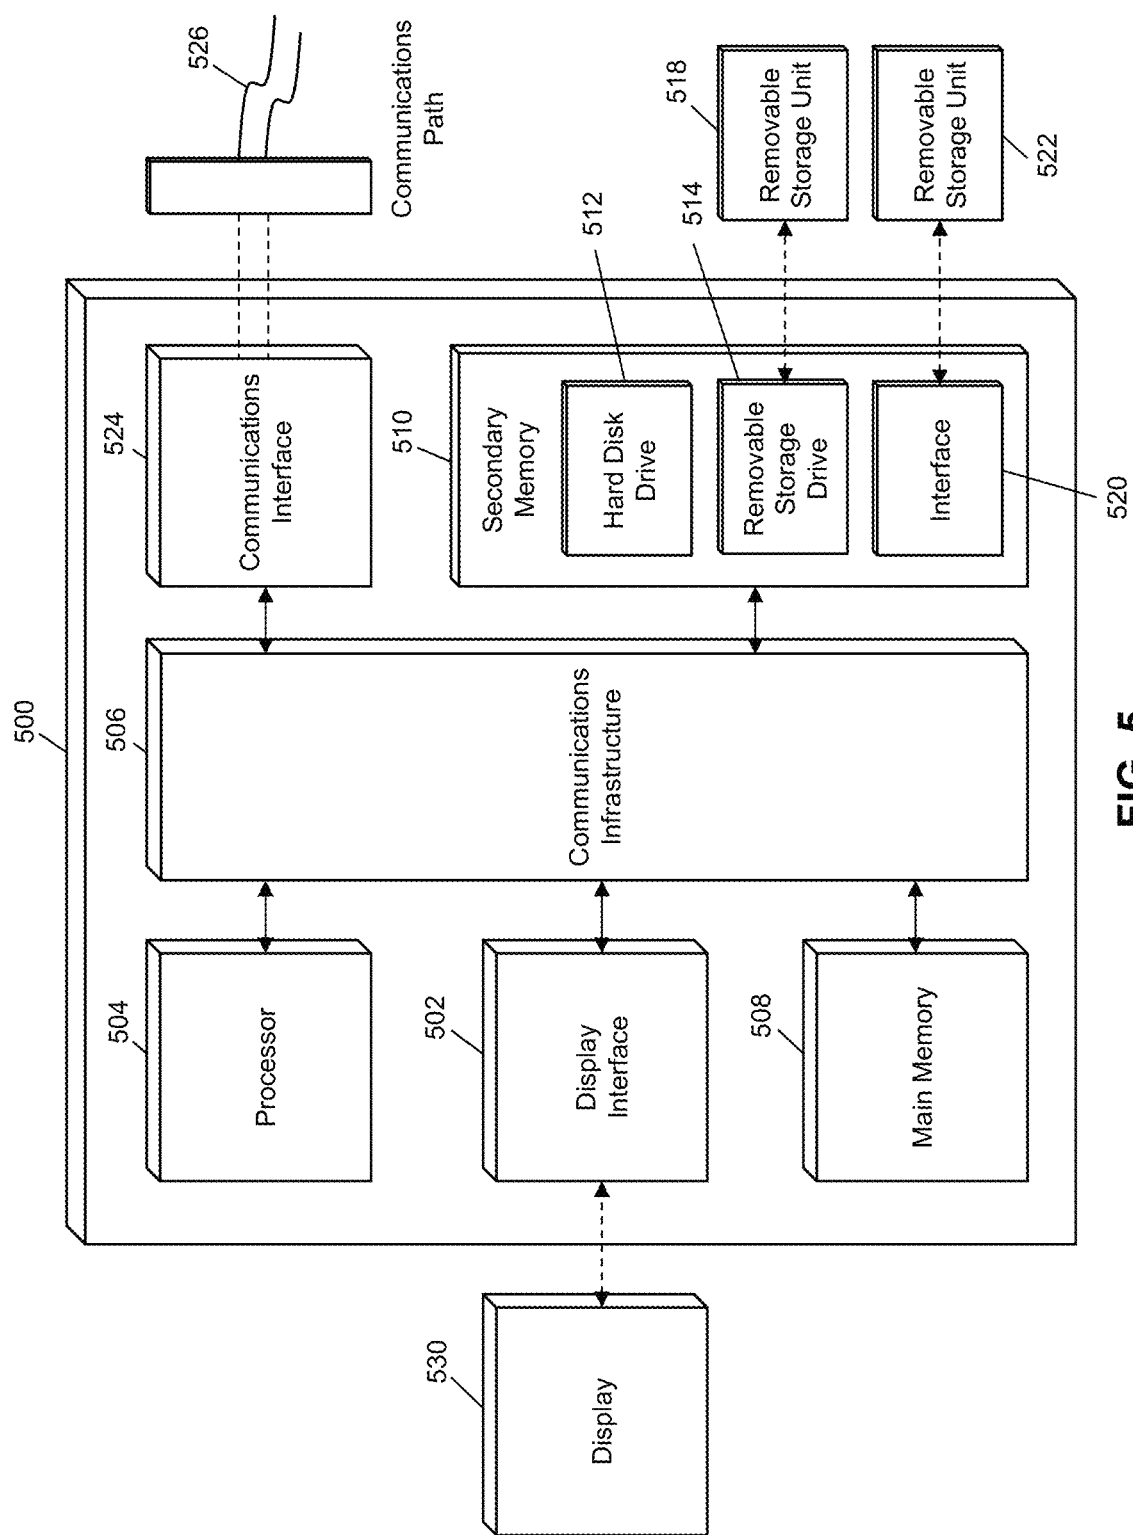 500
504
506
524
526
Processor
Communications
Interface
Communications
Path
530
502
510
Display
Display
Interface
Communications
Infrastructure
Secondary
Memory
512
Hard Disk
Drive
514
518
508
Main Memory
Removable
Storage
Drive
Removable
Storage Unit
Interface
Removable
Storage Unit
520
522
FIG. 5